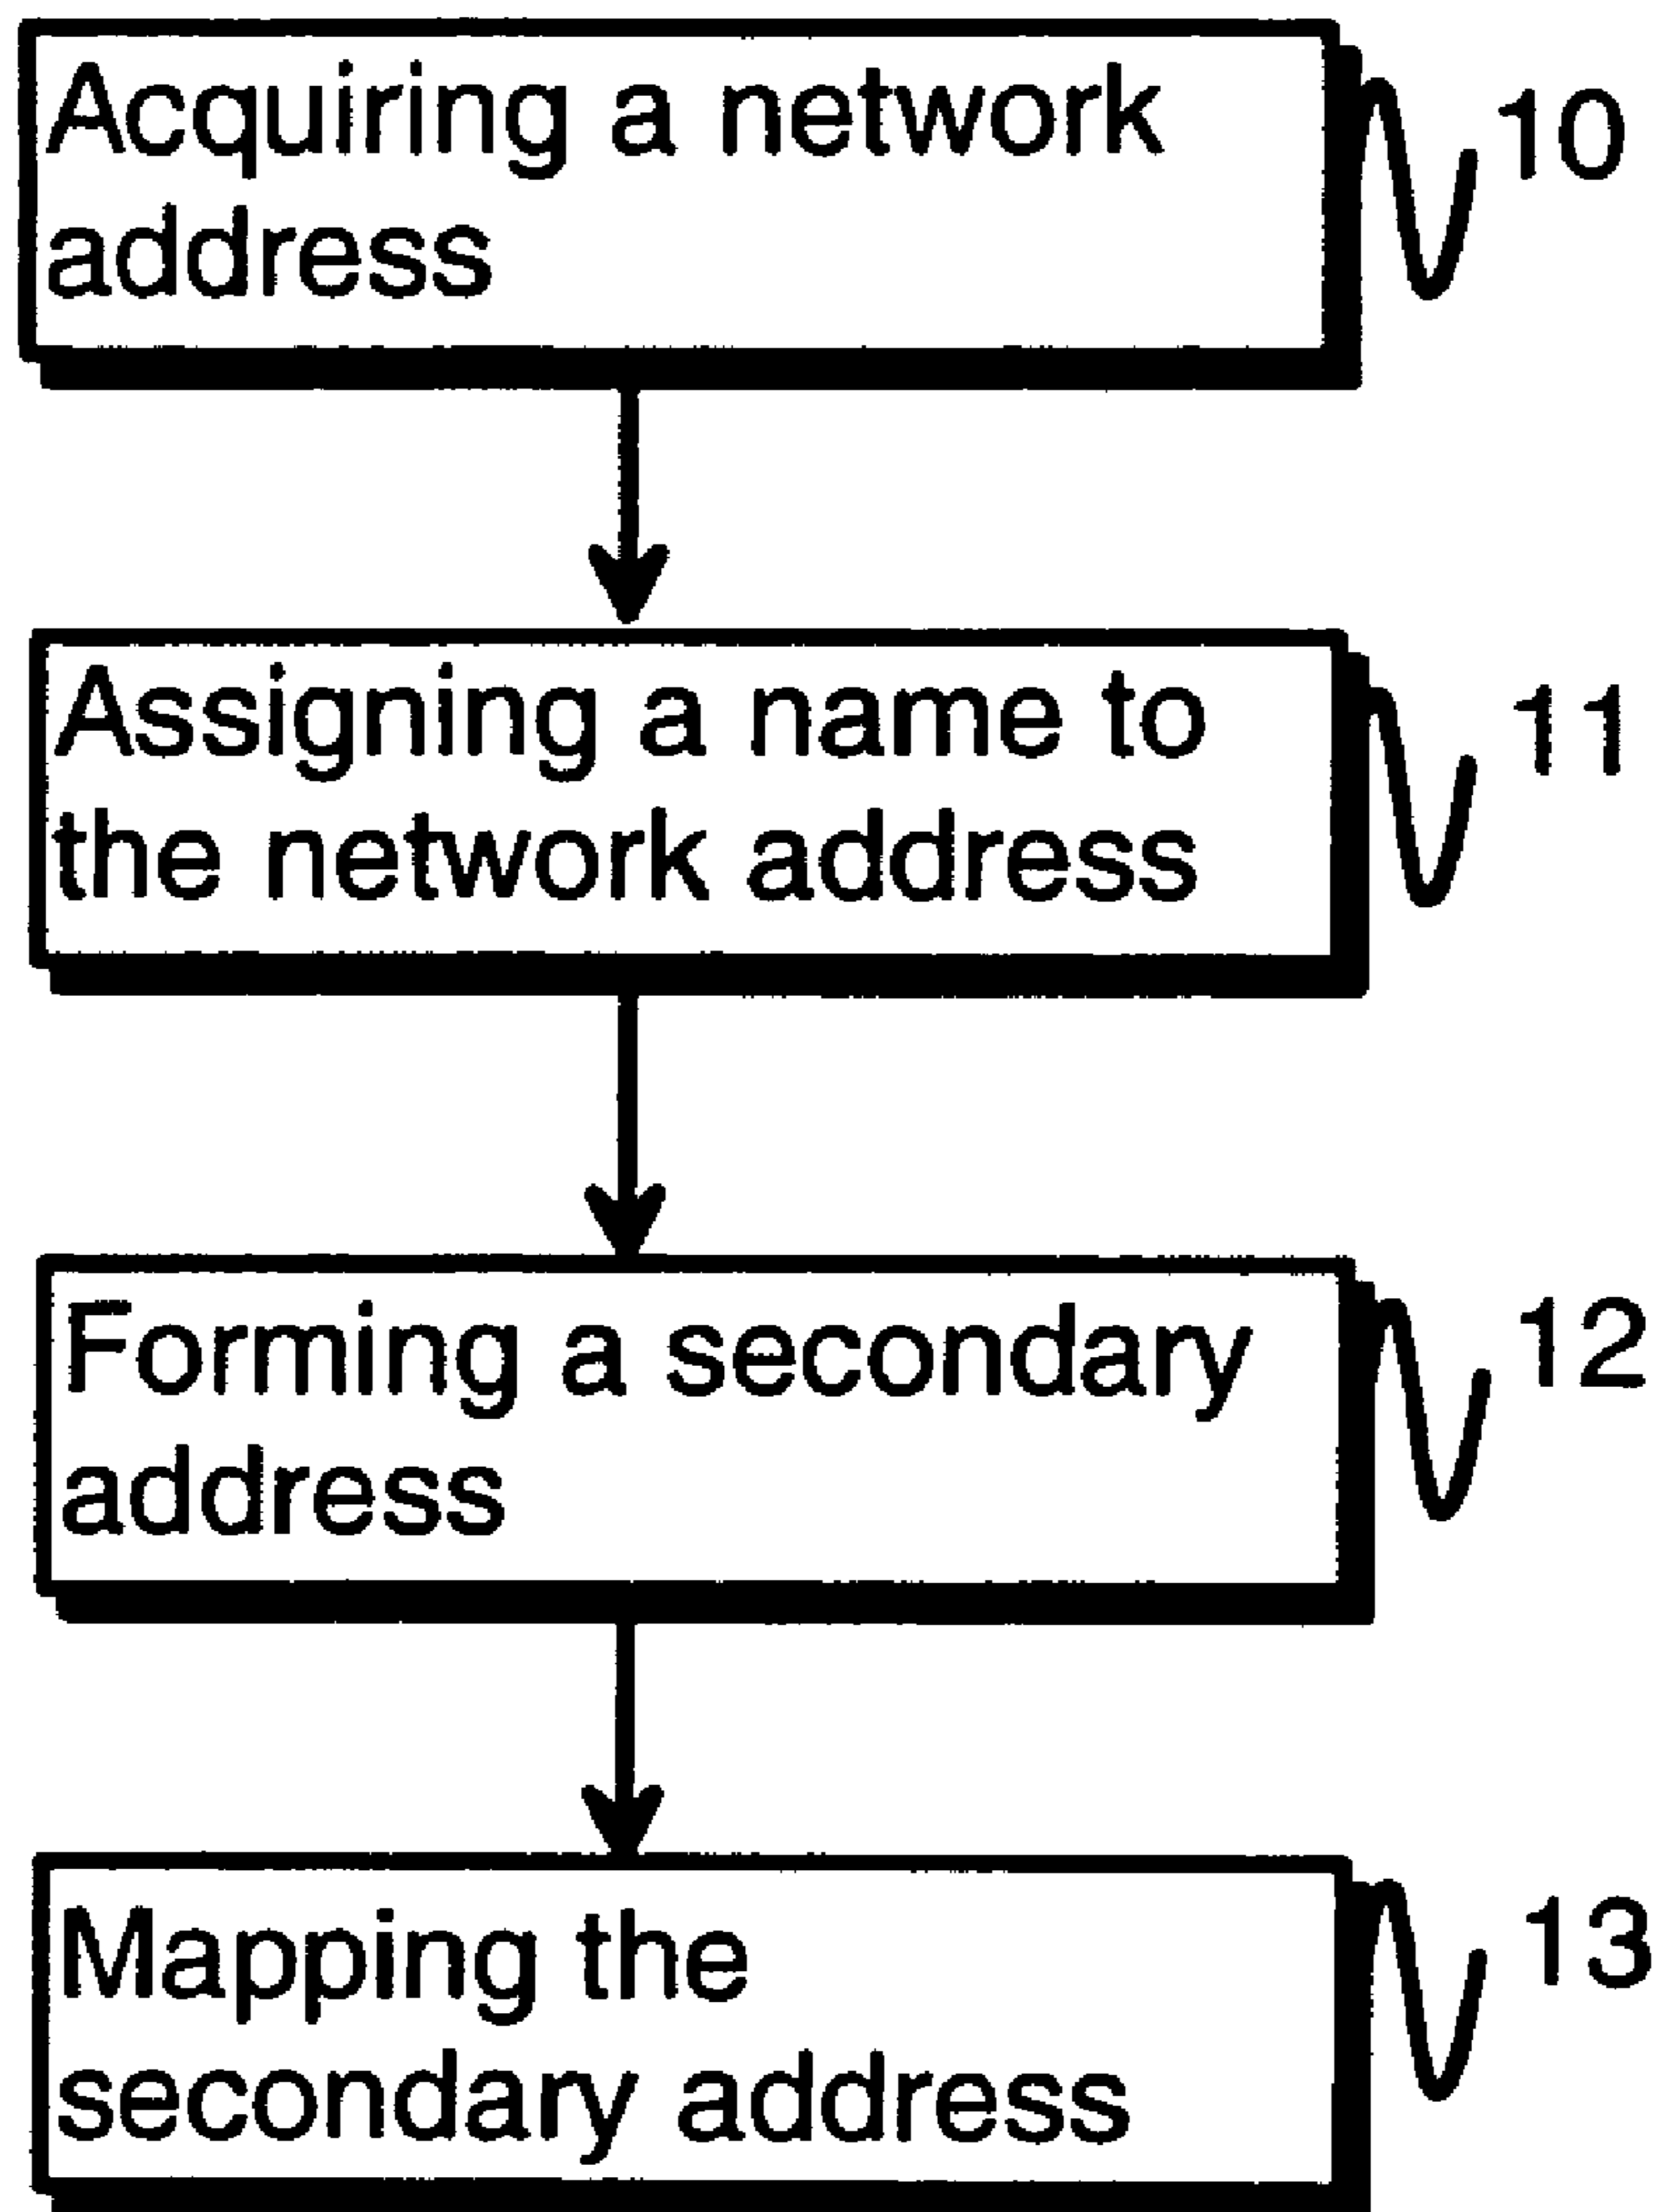 Acquiring a network 10
address
Assigning a name to 11
the network address
Forming a secondary 12
address
Mapping the 13
secondary address